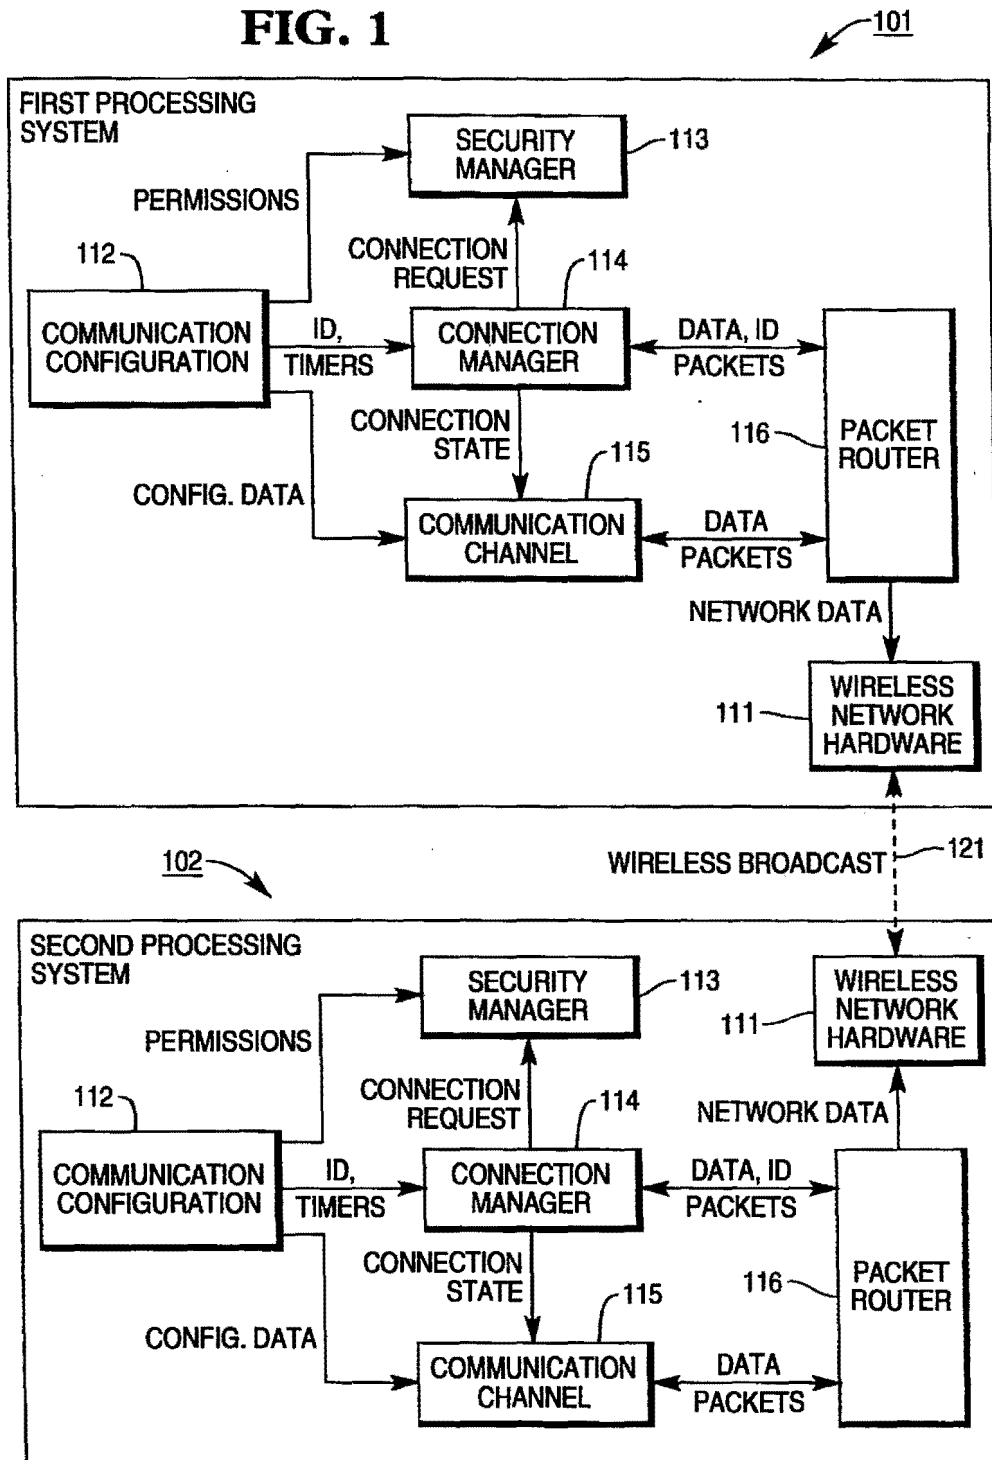 FIG. 1
101
FIRST PROCESSING
SYSTEM
SECURITY
MANAGER
113
PERMISSIONS
CONNECTION
REQUEST
112
114
COMMUNICATION
CONFIGURATION
ID,
TIMERS
CONNECTION
MANAGER
DATA, ID
PACKETS
CONNECTION
STATE
116
PACKET
ROUTER
115
CONFIG. DATA
COMMUNICATION
CHANNEL
DATA
PACKETS
NETWORK DATA
111
WIRELESS
NETWORK
HARDWARE
102
WIRELESS BROADCAST
121
SECOND PROCESSING
SYSTEM
SECURITY
MANAGER
113
111
WIRELESS
NETWORK
HARDWARE
PERMISSIONS
CONNECTION
REQUEST
112
114
NETWORK DATA
COMMUNICATION
CONFIGURATION
ID,
TIMERS
CONNECTION
MANAGER
DATA, ID
PACKETS
CONNECTION
STATE
116
PACKET
ROUTER
115
CONFIG. DATA
COMMUNICATION
CHANNEL
DATA
PACKETS